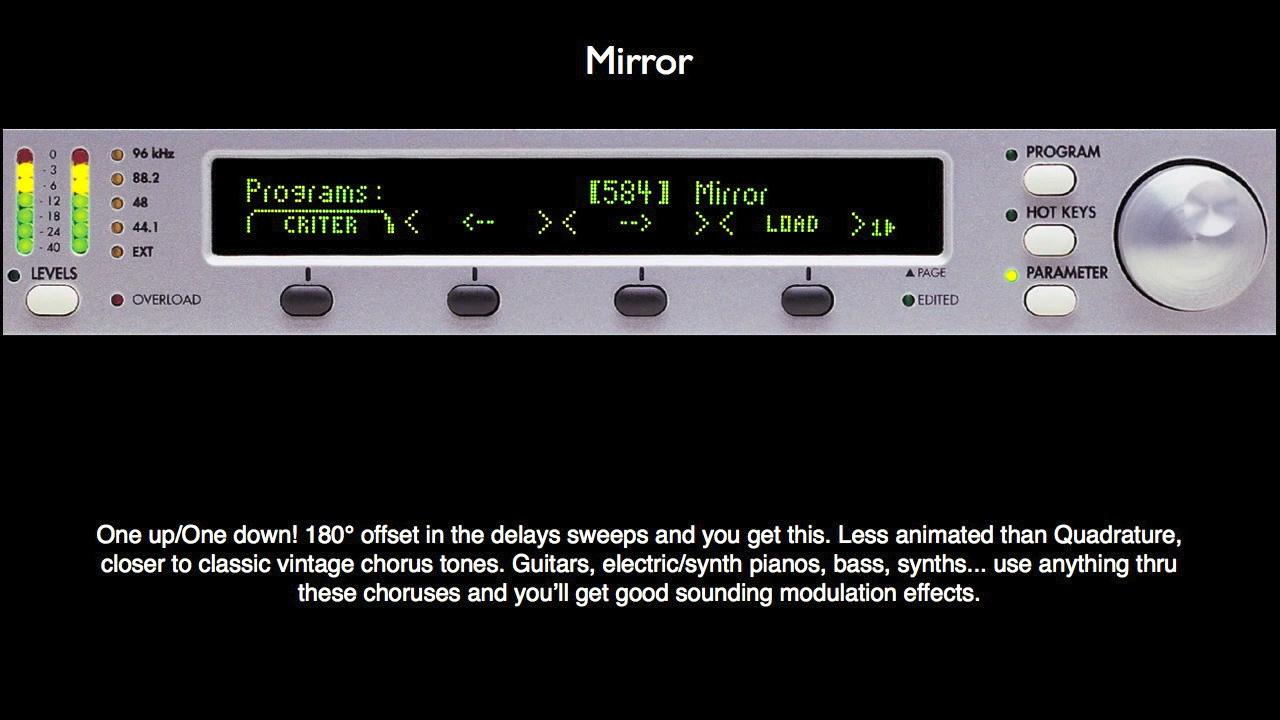 Mirror
0
- 3
- 6
- 12
- 18
- 24
- 40
96 kHz
88.2
48
44.1
EXT
LEVELS
OVERLOAD
Programs: [584] Mirror
CRITER < <-- >< --> >< LOAD >1▶
▲ PAGE
EDITED
PROGRAM
HOT KEYS
PARAMETER
One up/One down! 180° offset in the delays sweeps and you get this. Less animated than Quadrature,
closer to classic vintage chorus tones. Guitars, electric/synth pianos, bass, synths... use anything thru
these choruses and you’ll get good sounding modulation effects.